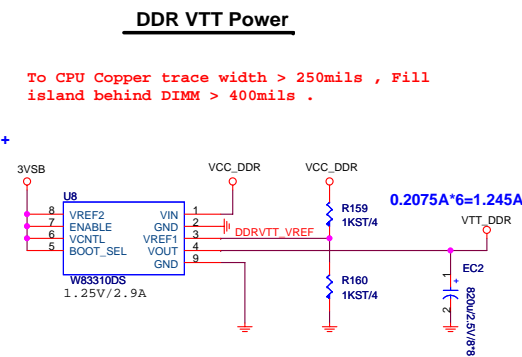 DDR VTT Power
To CPU Copper trace width > 250mils , Fill
island behind DIMM > 400mils .
+
3VSB
VCC_DDR
VCC_DDR
U8
8 VREF2 VIN 1
7 ENABLE GND 2
6 VCNTL VREF1 3
5 BOOT_SEL VOUT 4
GND 9
W83310DS
1.25V/2.9A
DDRVTT_VREF
R159
1KST/4
R160
1KST/4
0.2075A*6=1.245A
VTT_DDR
1
+
EC2
2
820u/2.5V/8*8